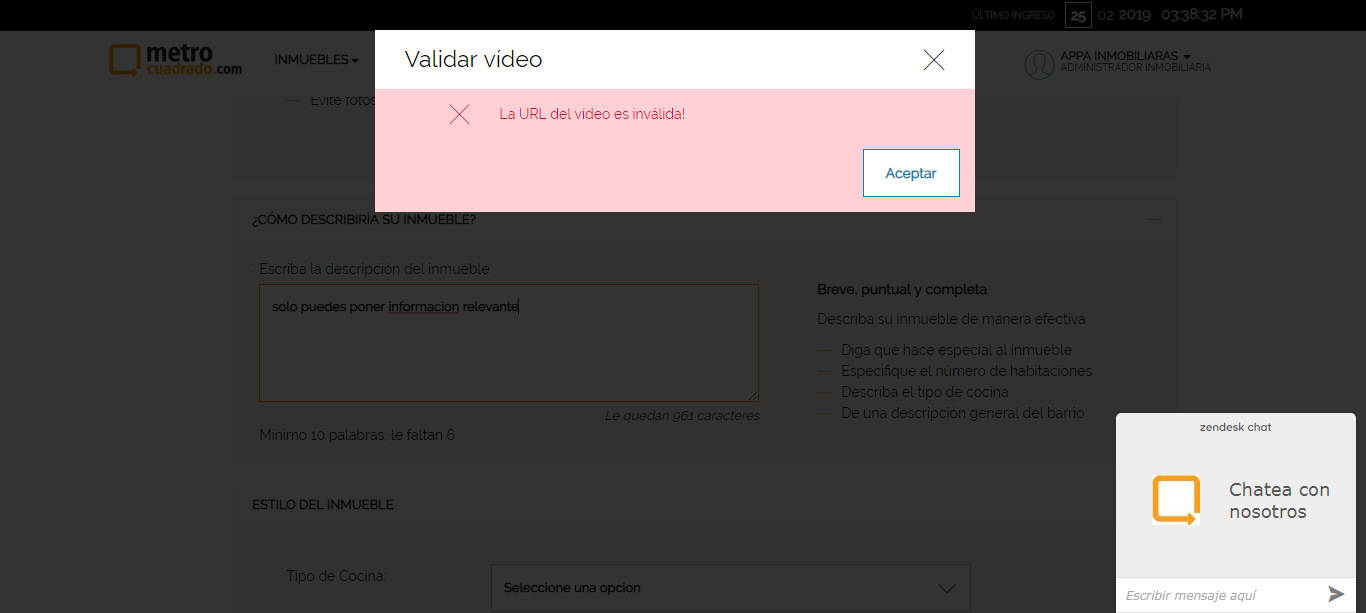 ÚLTIMO INGRESO 25 02 2019 03:38:32 PM
metro
cuadrado.com
INMUEBLES
APPA INMOBILIARAS
ADMINISTRADOR INMOBILIARIA
Validar vídeo
Evite fotos
La URL del video es inválida!
Aceptar
¿CÓMO DESCRIBIRÍA SU INMUEBLE?
Escriba la descripción del inmueble
solo puedes poner informacion relevante
Le quedan 961 caracteres
Mínimo 10 palabras, le faltan 6
Breve, puntual y completa
Describa su inmueble de manera efectiva
Diga qué hace especial al inmueble
Especifique el número de habitaciones
Describa el tipo de cocina
De una descripción general del barrio
ESTILO DEL INMUEBLE
Tipo de Cocina:
Seleccione una opcion
zendesk chat
Chatea con
nosotros
Escribir mensaje aquí